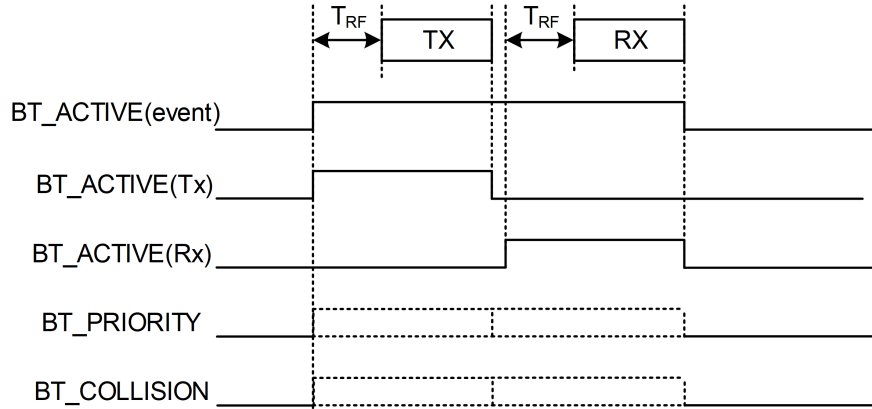 TRF TX TRF RX
BT_ACTIVE(event)
BT_ACTIVE(Tx)
BT_ACTIVE(Rx)
BT_PRIORITY
BT_COLLISION